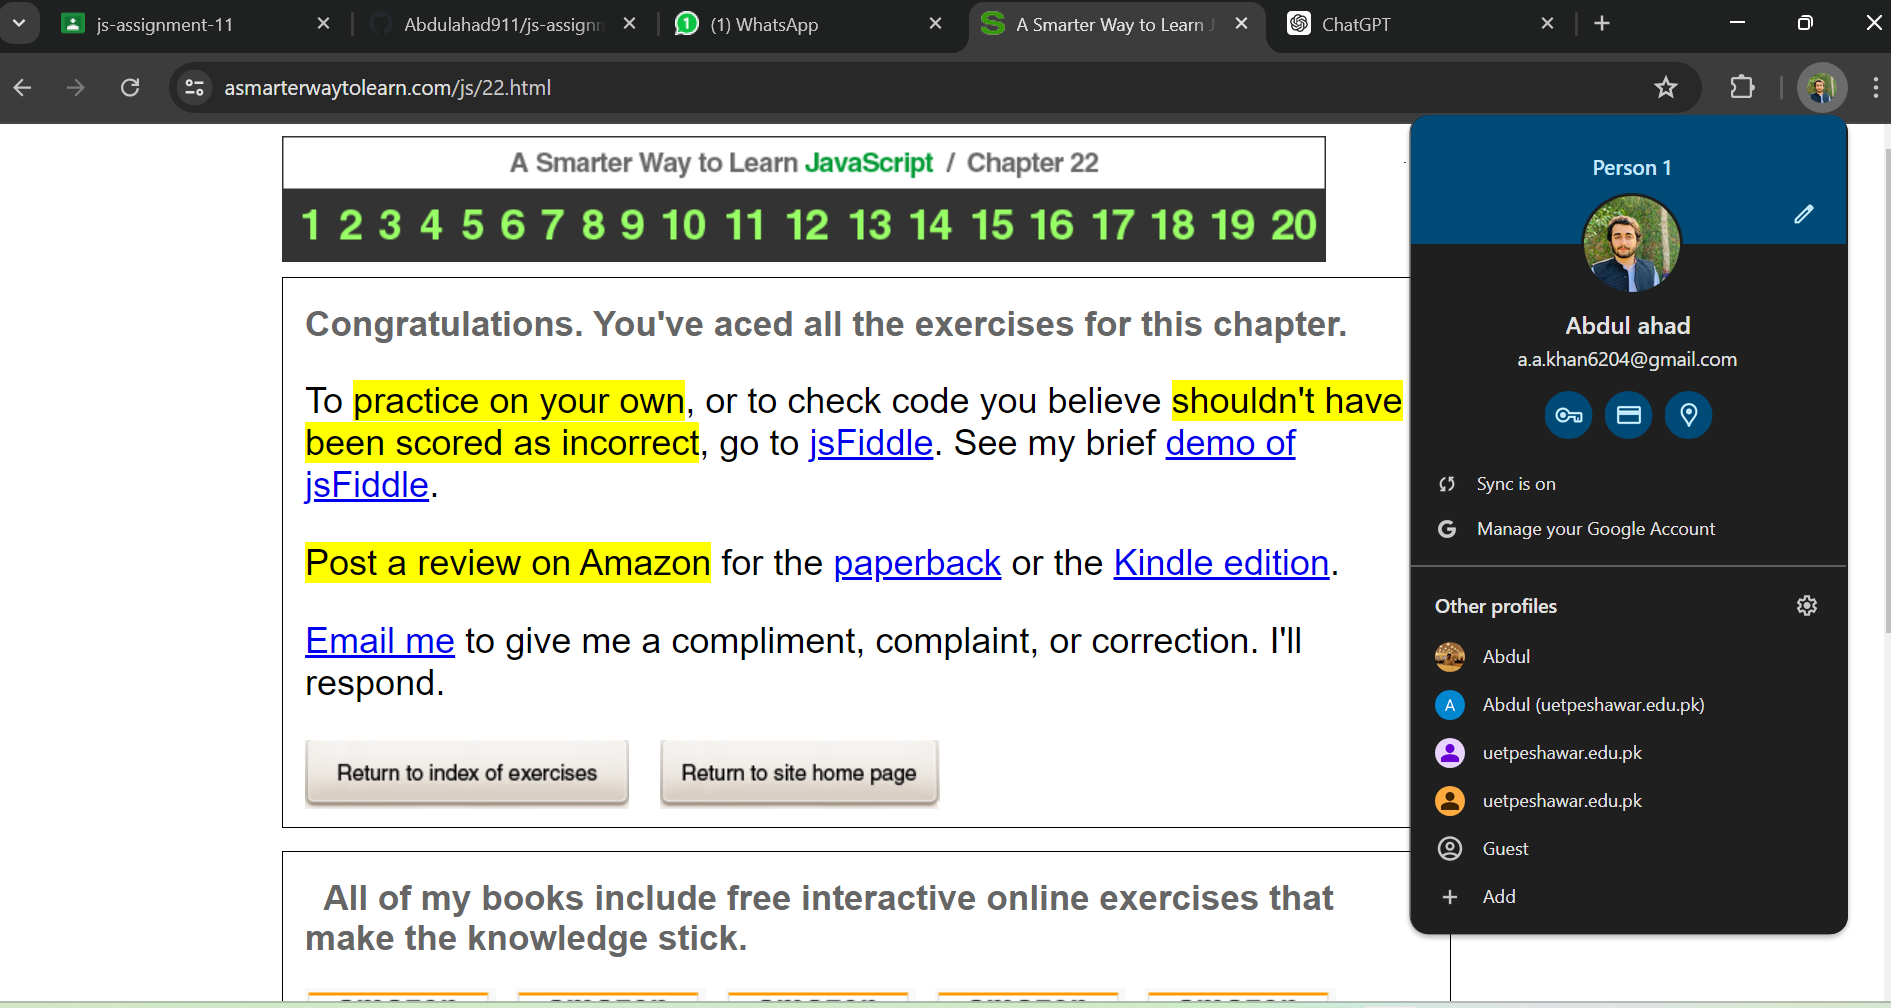 js-assignment-11
Abdulahad911/js-assignn
(1) WhatsApp
A Smarter Way to Learn J
ChatGPT
asmarterwaytolearn.com/js/22.html
A Smarter Way to Learn JavaScript / Chapter 22
1 2 3 4 5 6 7 8 9 10 11 12 13 14 15 16 17 18 19 20
Congratulations. You've aced all the exercises for this chapter.
To practice on your own, or to check code you believe shouldn't have
been scored as incorrect, go to jsFiddle. See my brief demo of
jsFiddle.
Post a review on Amazon for the paperback or the Kindle edition.
Email me to give me a compliment, complaint, or correction. I'll
respond.
Return to index of exercises
Return to site home page
All of my books include free interactive online exercises that
make the knowledge stick.
Person 1
Abdul ahad
a.a.khan6204@gmail.com
Sync is on
Manage your Google Account
Other profiles
Abdul
A Abdul (uetpeshawar.edu.pk)
uetpeshawar.edu.pk
uetpeshawar.edu.pk
Guest
Add